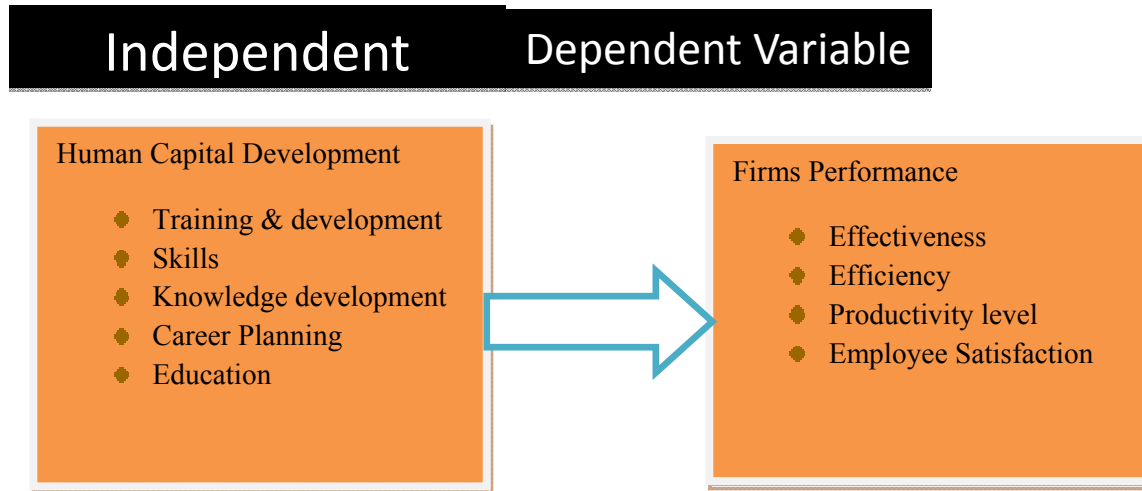 Independent
Dependent Variable
Human Capital Development
Training & development
Skills
Knowledge development
Career Planning
Education
Firms Performance
Effectiveness
Efficiency
Productivity level
Employee Satisfaction